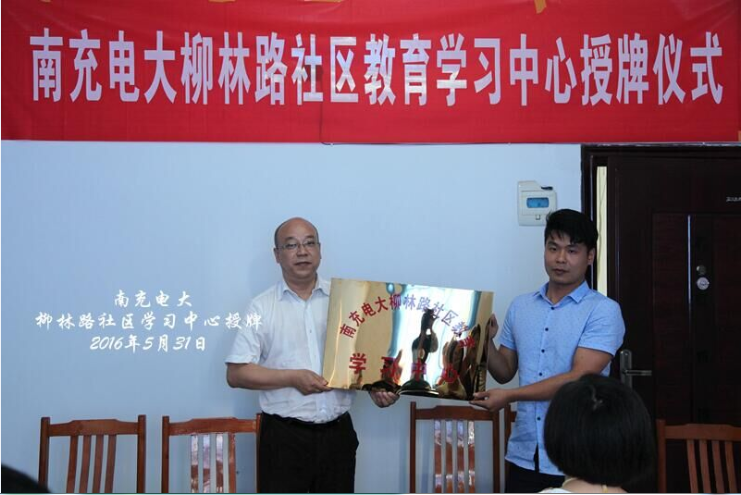 南充电大柳林路社区教育学习中心授牌仪式
南充电大
柳林路社区学习中心授牌
2016年5月31日
南充电大柳林路社区教育
学习中心